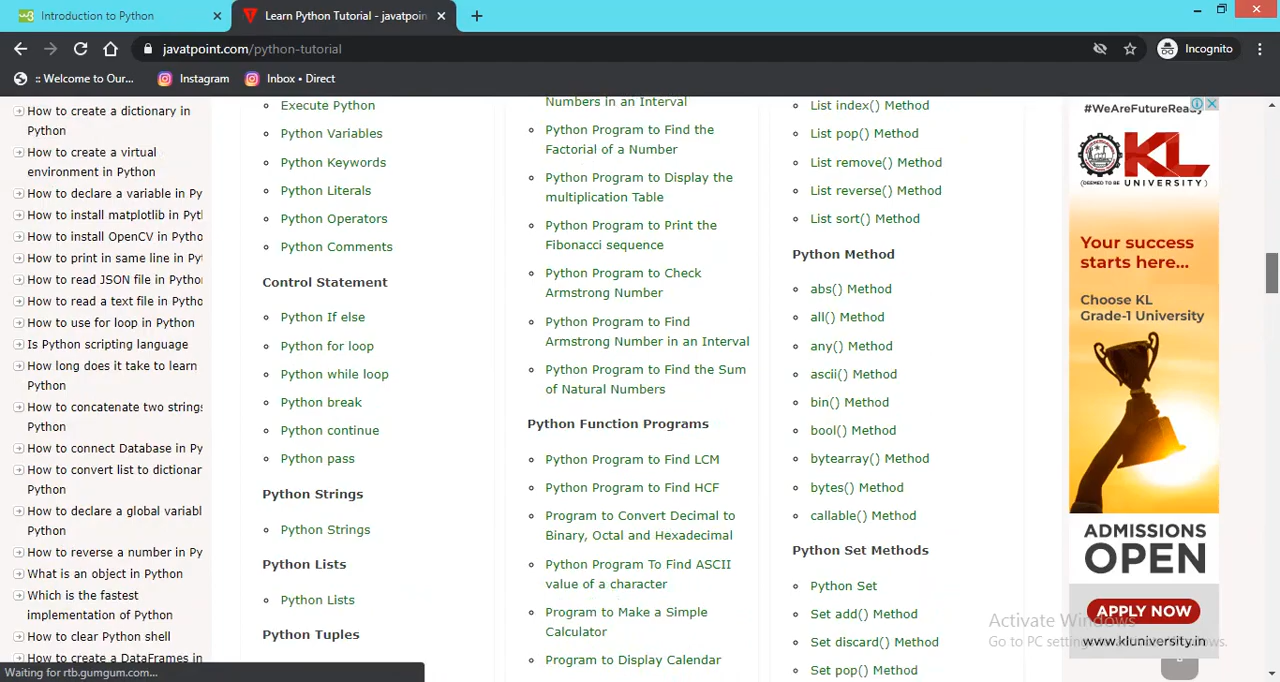 Introduction to Python
Learn Python Tutorial - javatpoin
javatpoint.com/python-tutorial
Incognito
:: Welcome to Our...
Instagram
Inbox • Direct
How to create a dictionary in
Python
How to create a virtual
environment in Python
How to declare a variable in Py
How to install matplotlib in Pyt
How to install OpenCV in Pytho
How to print in same line in Py
How to read JSON file in Pytho
How to read a text file in Pytho
How to use for loop in Python
Is Python scripting language
How long does it take to learn
Python
How to concatenate two strings
Python
How to connect Database in Py
How to convert list to dictionar
Python
How to declare a global variabl
Python
How to reverse a number in Py
What is an object in Python
Which is the fastest
implementation of Python
How to clear Python shell
How to create a DataFrames in
Waiting for rtb.gumgum.com...
Execute Python
Python Variables
Python Keywords
Python Literals
Python Operators
Python Comments
Control Statement
Python If else
Python for loop
Python while loop
Python break
Python continue
Python pass
Python Strings
Python Strings
Python Lists
Python Lists
Python Tuples
Numbers in an Interval
Python Program to Find the
Factorial of a Number
Python Program to Display the
multiplication Table
Python Program to Print the
Fibonacci sequence
Python Program to Check
Armstrong Number
Python Program to Find
Armstrong Number in an Interval
Python Program to Find the Sum
of Natural Numbers
Python Function Programs
Python Program to Find LCM
Python Program to Find HCF
Program to Convert Decimal to
Binary, Octal and Hexadecimal
Python Program To Find ASCII
value of a character
Program to Make a Simple
Calculator
Program to Display Calendar
List index() Method
List pop() Method
List remove() Method
List reverse() Method
List sort() Method
Python Method
abs() Method
all() Method
any() Method
ascii() Method
bin() Method
bool() Method
bytearray() Method
bytes() Method
callable() Method
Python Set Methods
Python Set
Set add() Method
Set discard() Method
Set pop() Method
#WeAreFutureReady
KL
(DEEMED TO BE UNIVERSITY)
Your success
starts here...
Choose KL
Grade-1 University
ADMISSIONS
OPEN
APPLY NOW
www.kluniversity.in
Activate Windows
Go to PC settings to activate Windows.